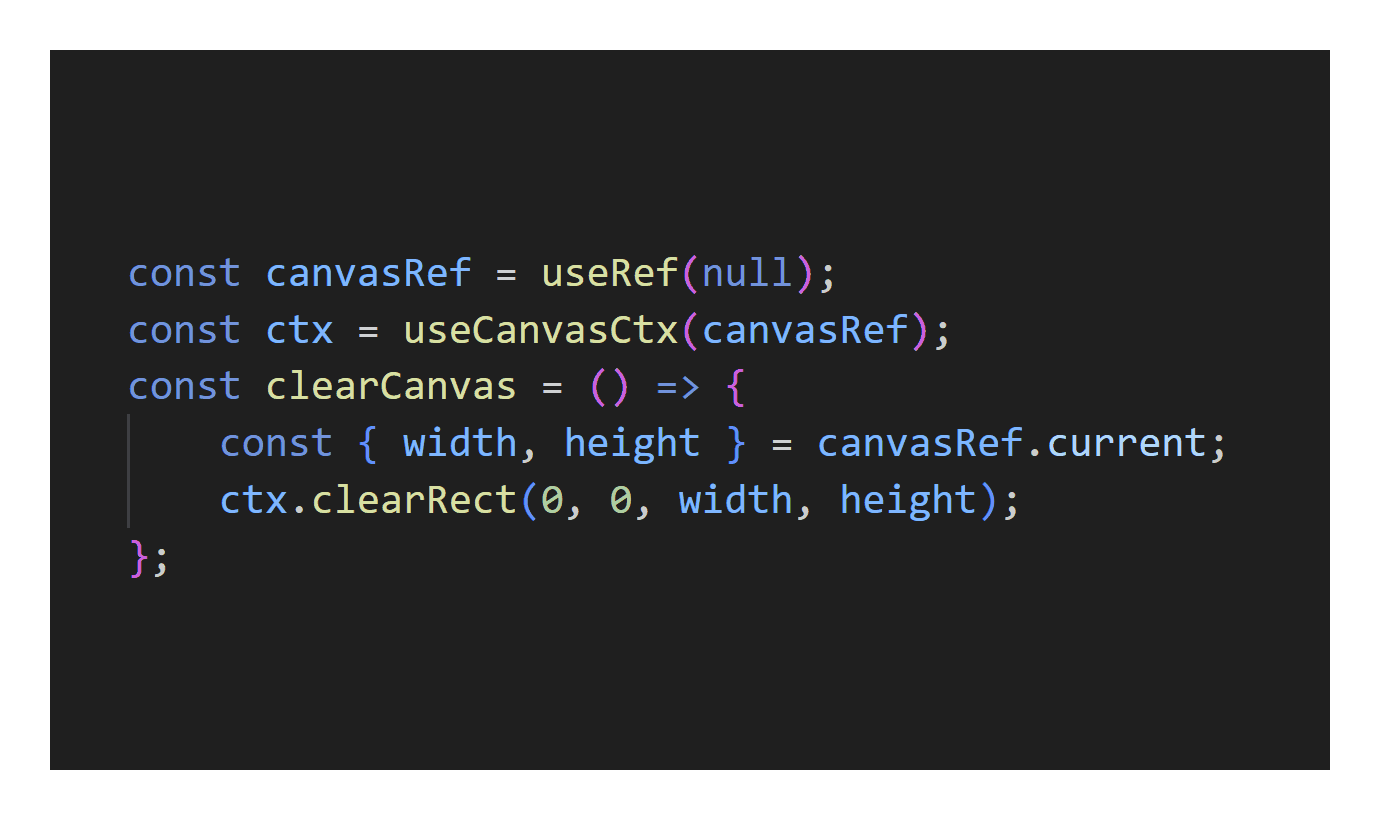 const canvasRef = useRef(null);
const ctx = useCanvasCtx(canvasRef);
const clearCanvas = () => {
    const { width, height } = canvasRef.current;
    ctx.clearRect(0, 0, width, height);
};